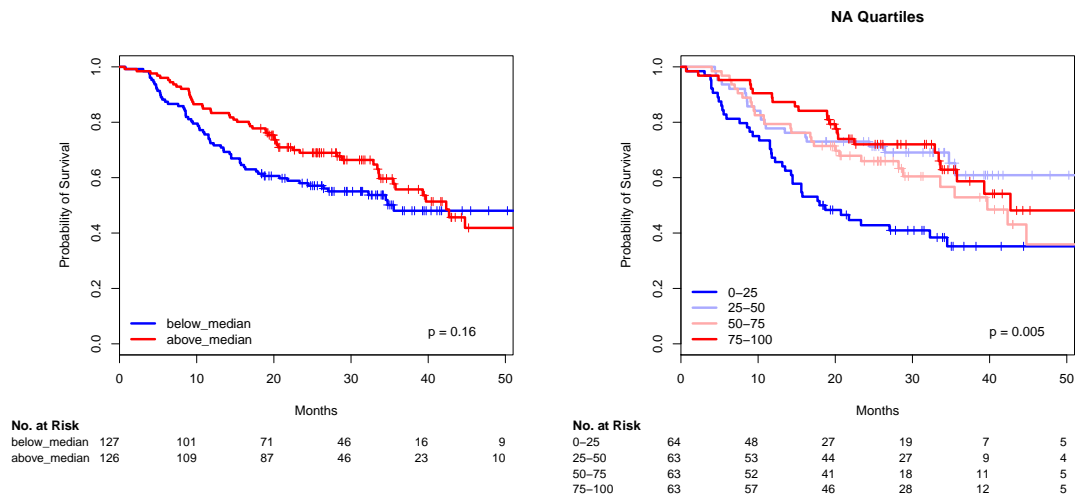 NA Quartiles
1.0
0.8
0.6
0.4
0.2
0.0
Probability of Survival
below_median
above_median
p = 0.16
0 10 20 30 40 50
Months
No. at Risk
below_median 127 101 71 46 16 9
above_median 126 109 87 46 23 10
1.0
0.8
0.6
0.4
0.2
0.0
Probability of Survival
0−25
25−50
50−75
75−100
p = 0.005
0 10 20 30 40 50
Months
No. at Risk
0−25 64 48 27 19 7 5
25−50 63 53 44 27 9 4
50−75 63 52 41 18 11 5
75−100 63 57 46 28 12 5